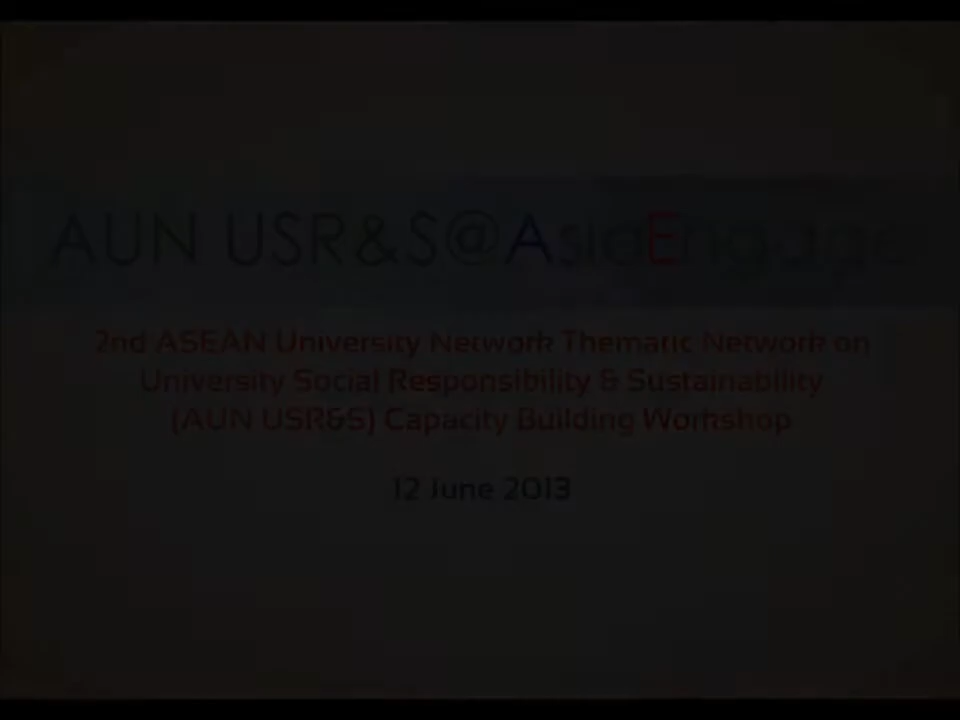 AUN USR&S@AsiaEngage
2nd ASEAN University Network Thematic Network on
University Social Responsibility & Sustainability
(AUN USR&S) Capacity Building Workshop
12 June 2013